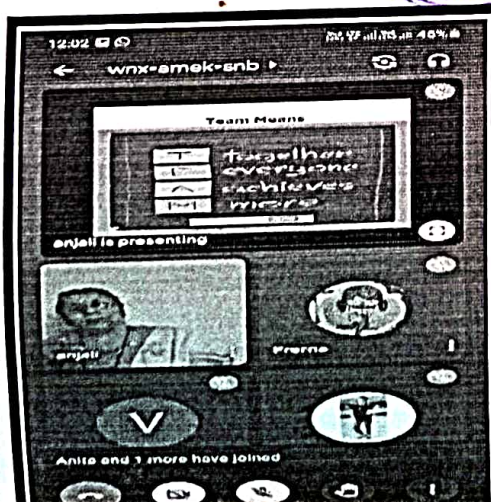 12:02
45%
wnx-amek-snb
Team Means
T together
E everyone
A achieves
M more
anjali is presenting
anjali
Prerna
V
Anita and 1 more have joined